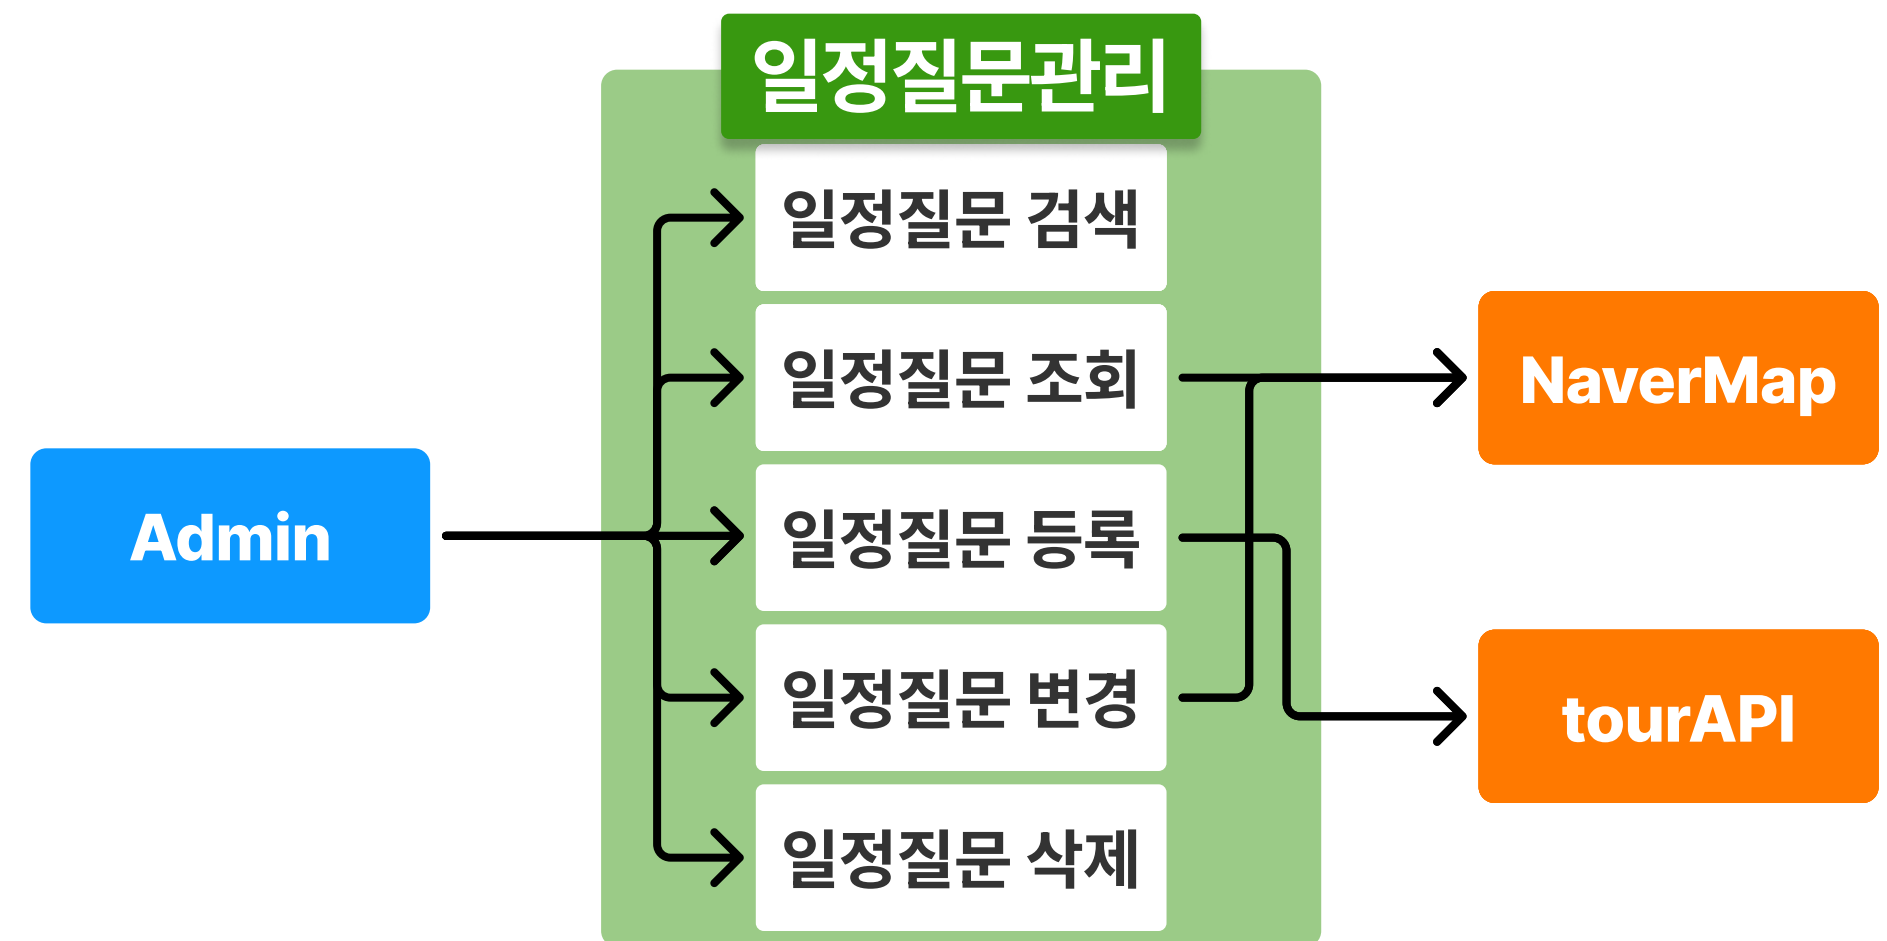 일정질문관리
일정질문 검색
일정질문 조회
일정질문 등록
일정질문 변경
일정질문 삭제
Admin
NaverMap
tourAPI